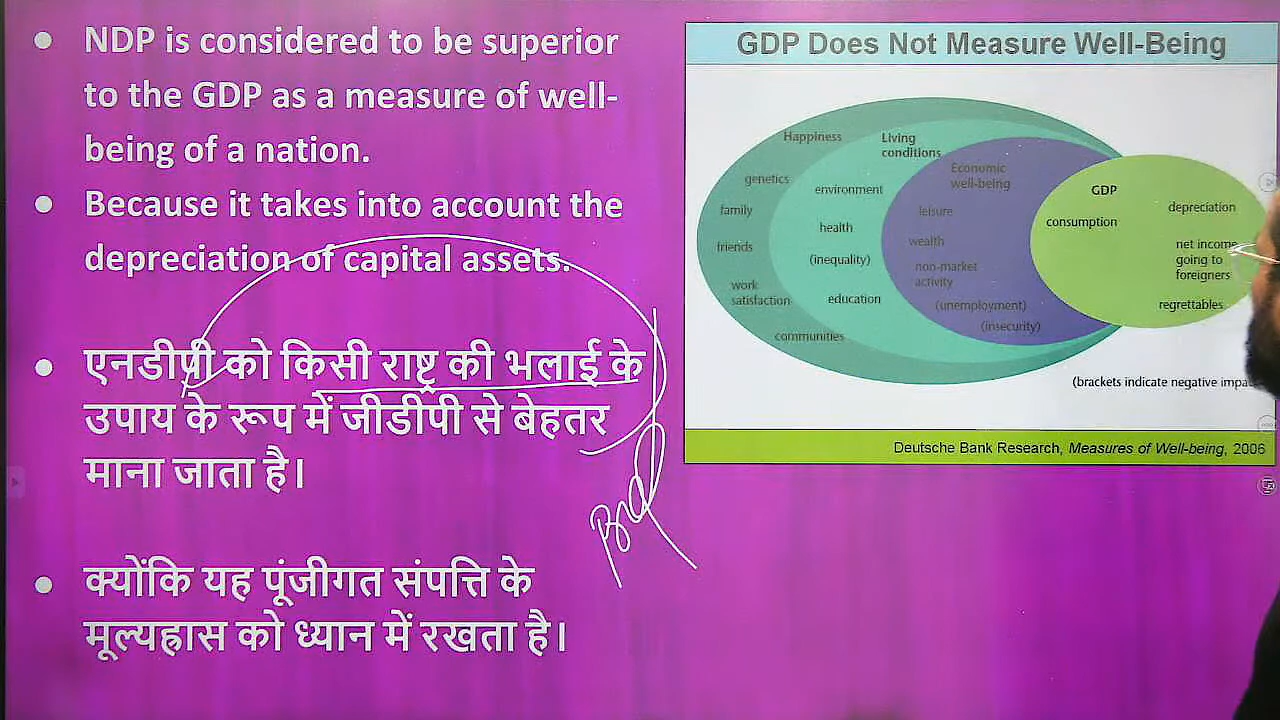 NDP is considered to be superior
to the GDP as a measure of well-
being of a nation.
Because it takes into account the
depreciation of capital assets.
एनडीपी को किसी राष्ट्र की भलाई के
उपाय के रूप में जीडीपी से बेहतर
माना जाता है।
क्योंकि यह पूंजीगत संपत्ति के
मूल्यह्रास को ध्यान में रखता है।
GDP Does Not Measure Well-Being
Happiness
genetics
family
friends
work
satisfaction
communities
Living
conditions
environment
health
(inequality)
education
Economic
well-being
leisure
wealth
non-market
activity
(unemployment)
(insecurity)
GDP
consumption
depreciation
net income
going to
foreigners
regrettables
(brackets indicate negative
Deutsche Bank Research, Measures of Well-being, 2006